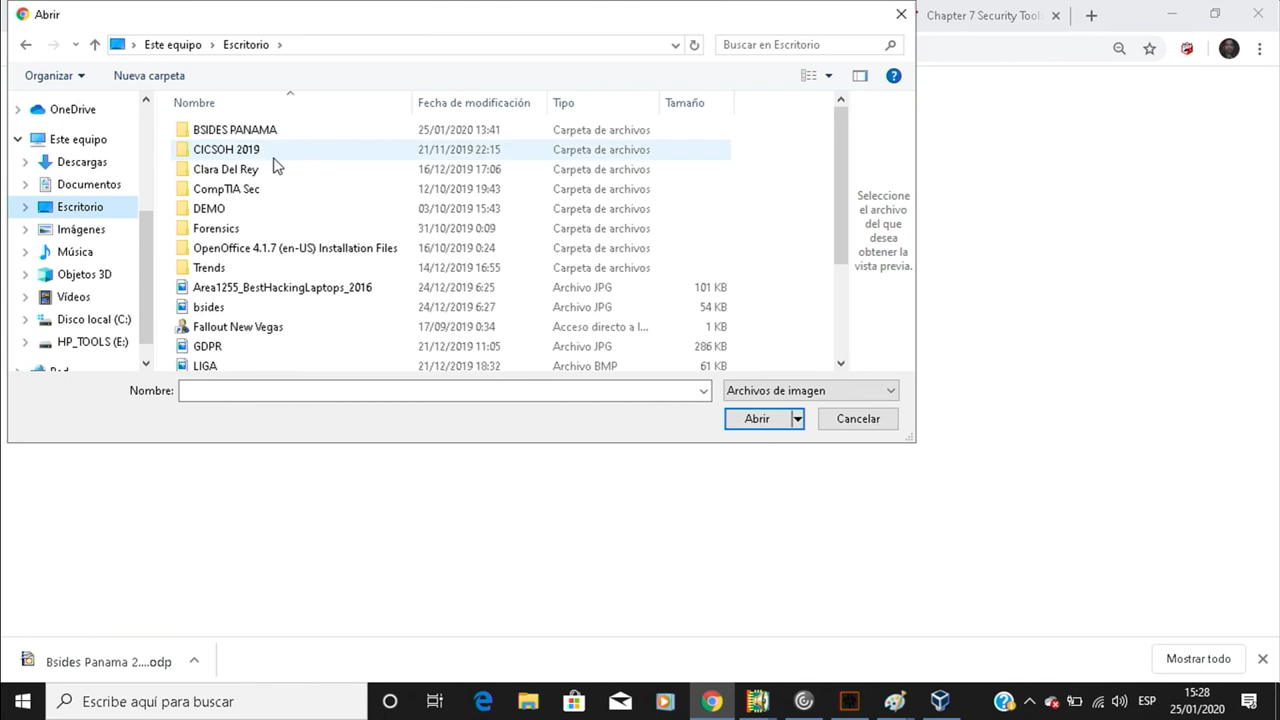 Abrir
Chapter 7 Security Tools
Este equipo > Escritorio >
Buscar en Escritorio
Organizar
Nueva carpeta
Nombre
Fecha de modificación
Tipo
Tamaño
OneDrive
Este equipo
Descargas
Documentos
Escritorio
Imágenes
Música
Objetos 3D
Vídeos
Disco local (C:)
HP_TOOLS (E:)
BSIDES PANAMA 25/01/2020 13:41 Carpeta de archivos
CICSOH 2019 21/11/2019 22:15 Carpeta de archivos
Clara Del Rey 16/12/2019 17:06 Carpeta de archivos
CompTIA Sec 12/10/2019 19:43 Carpeta de archivos
DEMO 03/10/2019 15:43 Carpeta de archivos
Forensics 31/10/2019 0:09 Carpeta de archivos
OpenOffice 4.1.7 (en-US) Installation Files 16/10/2019 0:24 Carpeta de archivos
Trends 14/12/2019 16:55 Carpeta de archivos
Area1255_BestHackingLaptops_2016 24/12/2019 6:25 Archivo JPG 101 KB
bsides 24/12/2019 6:27 Archivo JPG 54 KB
Fallout New Vegas 17/09/2019 0:34 Acceso directo a l... 1 KB
GDPR 21/12/2019 11:05 Archivo JPG 286 KB
LIGA 21/12/2019 18:32 Archivo BMP 61 KB
Seleccione
el archivo
del que
desea
obtener la
vista previa.
Nombre:
Archivos de imagen
Abrir
Cancelar
Bsides Panama 2....odp
Mostrar todo
Escribe aquí para buscar
ESP
15:28
25/01/2020